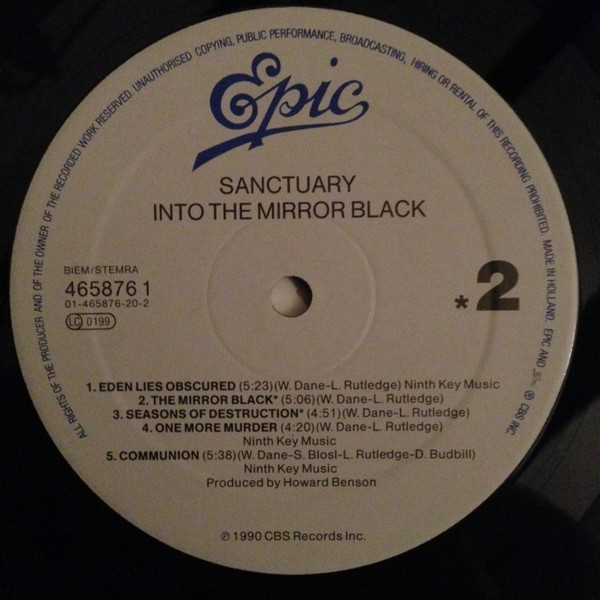 ALL RIGHTS OF THE PRODUCER AND OF THE OWNER OF THE RECORDED WORK RESERVED. UNAUTHORISED COPYING, PUBLIC PERFORMANCE, BROADCASTING, HIRING OR RENTAL OF THIS RECORDING PROHIBITED. MADE IN HOLLAND. EPIC AND ℗ CBS INC
Epic
SANCTUARY
INTO THE MIRROR BLACK
BIEM/STEMRA
465876 1
01-465876-20-2
LC 0199
*2
1. EDEN LIES OBSCURED (5:23)(W. Dane-L. Rutledge) Ninth Key Music
2. THE MIRROR BLACK* (5:06)(W. Dane-L. Rutledge)
3. SEASONS OF DESTRUCTION* (4:51)(W. Dane-L. Rutledge)
4. ONE MORE MURDER (4:20)(W. Dane-L. Rutledge)
Ninth Key Music
5. COMMUNION (5:38)(W. Dane-S. Blosl-L. Rutledge-D. Budbill)
Ninth Key Music
Produced by Howard Benson
℗ 1990 CBS Records Inc.